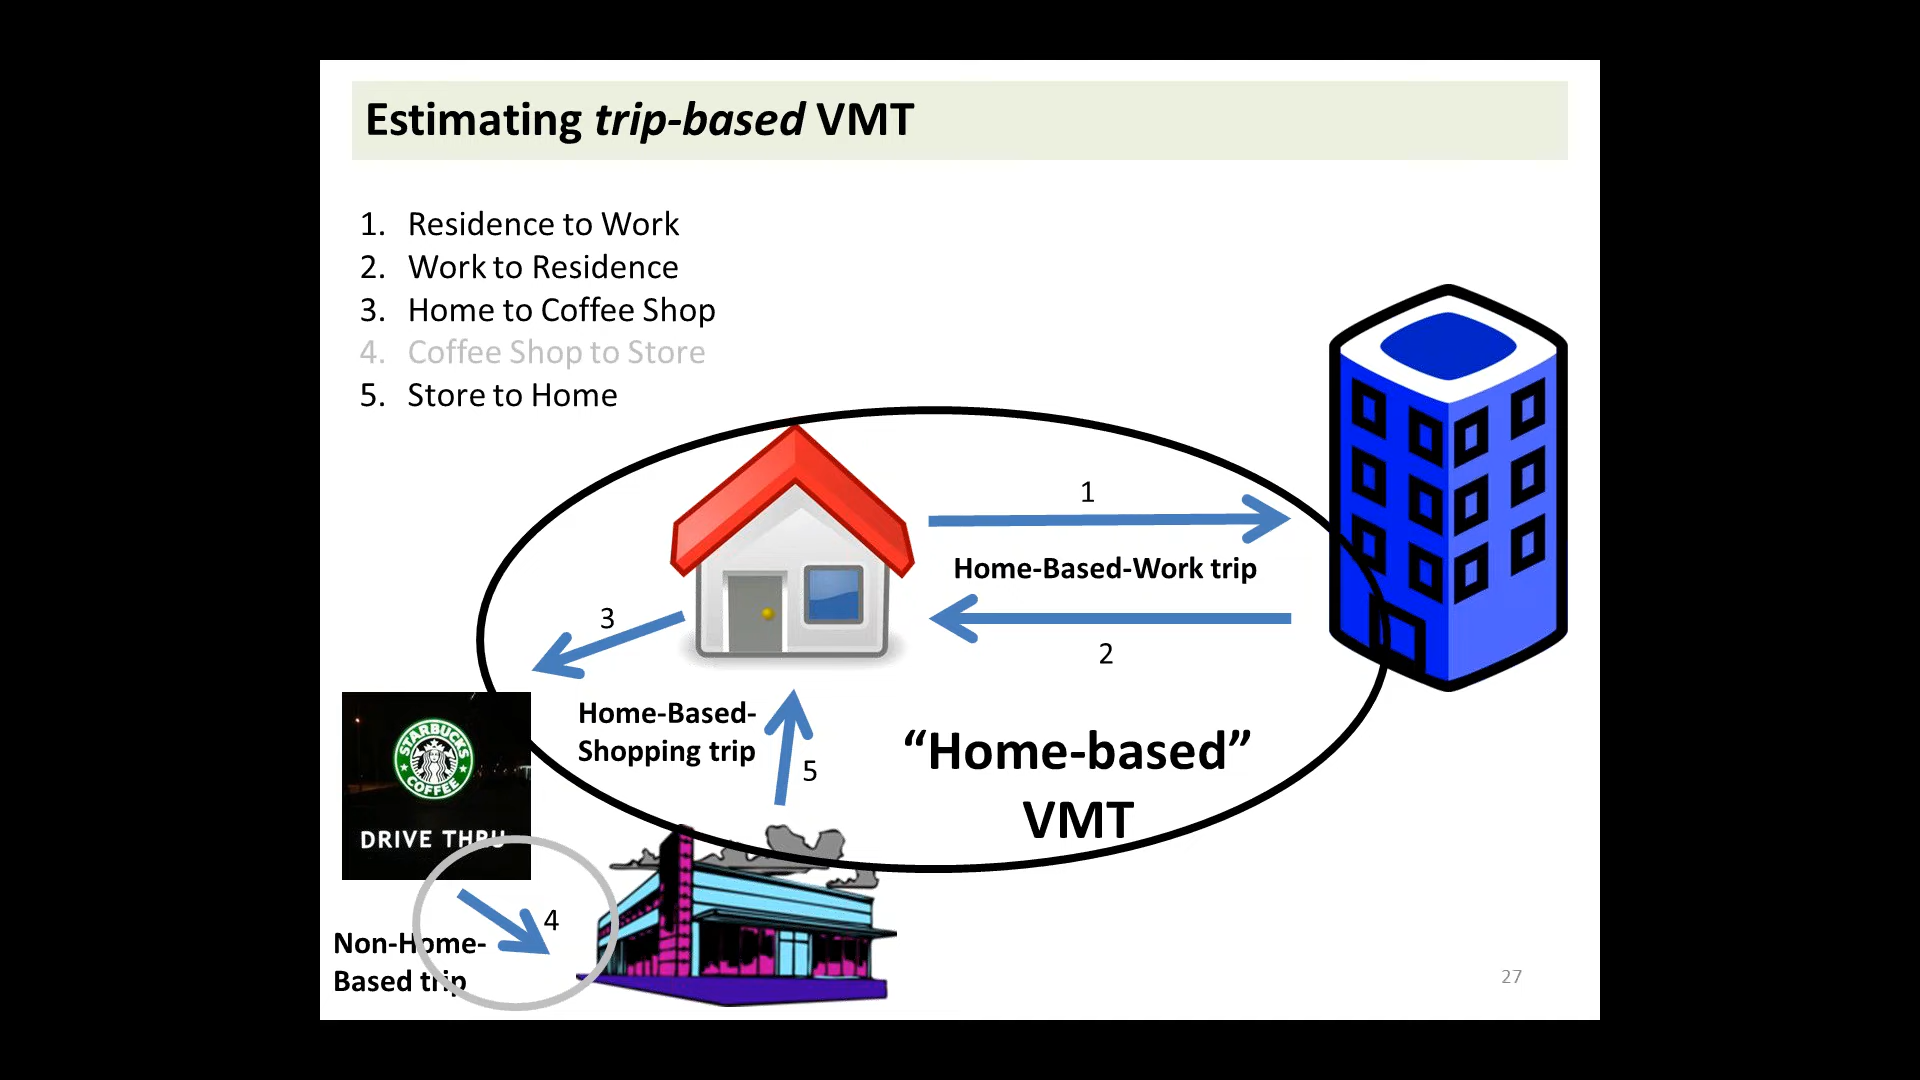 Estimating trip-based VMT
1. Residence to Work
2. Work to Residence
3. Home to Coffee Shop
4. Coffee Shop to Store
5. Store to Home
1
Home-Based-Work trip
2
3
Home-Based-
Shopping trip
5
"Home-based"
VMT
STARBUCKS
COFFEE
DRIVE THRU
4
Non-Home-
Based trip
27